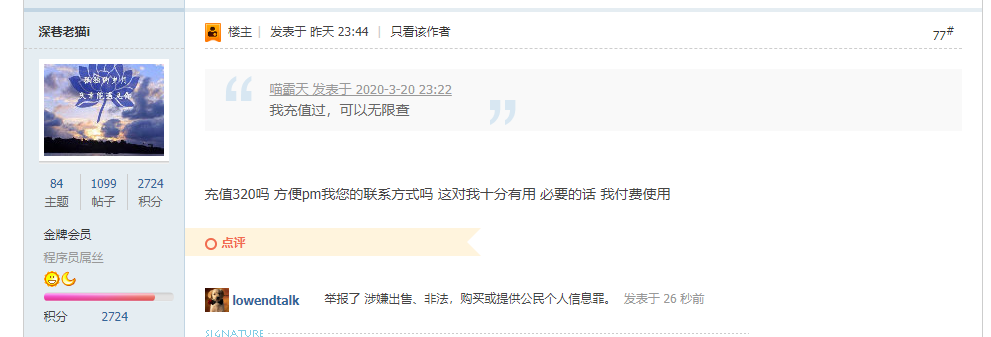 深巷老猫i
84
1099
2724
主题
帖子
积分
金牌会员
程序员屌丝
积分 2724
楼主 | 发表于 昨天 23:44 | 只看该作者
77#
喵霸天 发表于 2020-3-20 23:22
我充值过，可以无限查
充值320吗 方便pm我您的联系方式吗 这对我十分有用 必要的话 我付费使用
点评
lowendtalk 举报了 涉嫌出售、非法，购买或提供公民个人信息罪。 发表于 26 秒前
SIGNATURE